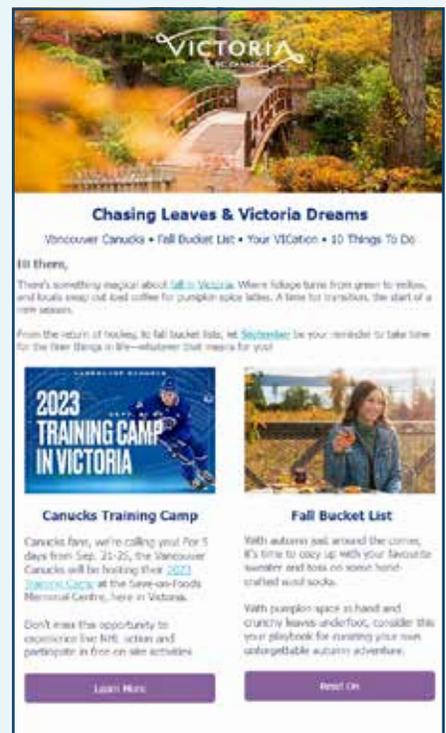 VICTORIA
BC, CANADA
Chasing Leaves & Victoria Dreams
Vancouver Canucks • Fall Bucket List • Your VICation • 10 Things To Do
Hi there,
There's something magical about fall in Victoria. Where foliage turns from green to yellow,
and locals swap out iced coffee for pumpkin spice lattes. A time for transition, the start of a
new season.
From the return of hockey, to fall bucket lists, let September be your reminder to take time
for the finer things in life—whatever that means for you!
VANCOUVER CANUCKS
2023
SEPT. 21-25
TRAINING CAMP
IN VICTORIA
Canucks Training Camp
Canucks fans, we're calling you! For 5
days from Sep. 21-25, the Vancouver
Canucks will be hosting their 2023
Training Camp at the Save-on-Foods
Memorial Centre, here in Victoria.
Don't miss the opportunity to
experience live NHL action and
participate in free on site activities
Learn More
Fall Bucket List
With autumn just around the corner,
it's time to cozy up with your favourite
sweater and toss on some hand-
crafted wool socks.
With pumpkin spice in hand and
crunchy leaves underfoot, consider this
your playbook for curating your own
unforgettable autumn adventure.
Read On